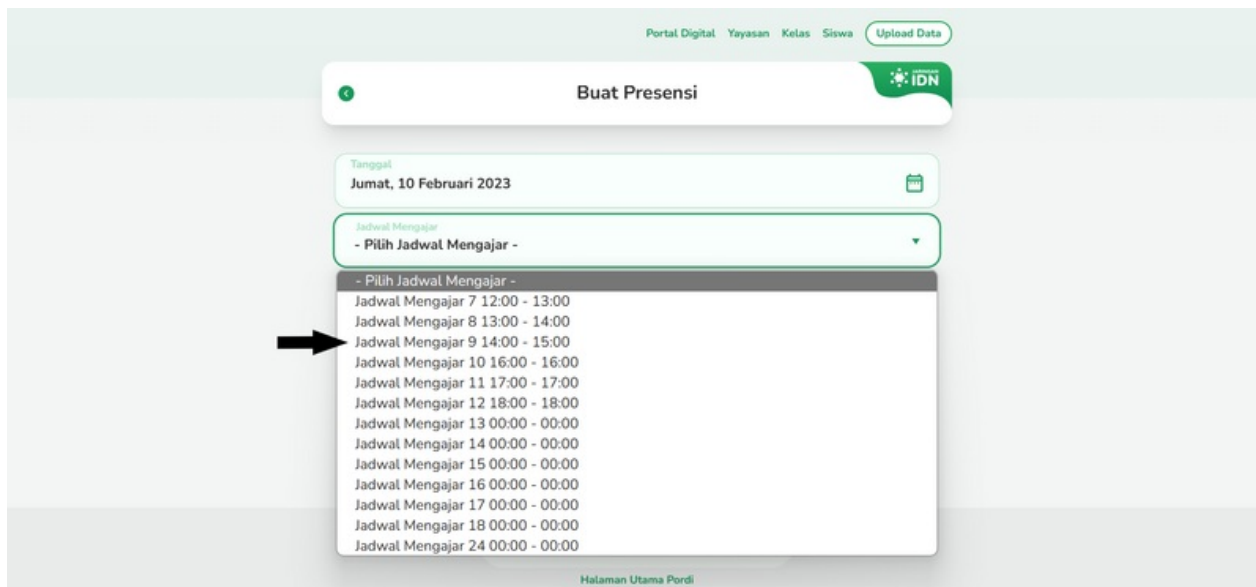 Portal Digital Yayasan Kelas Siswa Upload Data
Buat Presensi
IDN
Tanggal
Jumat, 10 Februari 2023
Jadwal Mengajar
- Pilih Jadwal Mengajar -
- Pilih Jadwal Mengajar -
Jadwal Mengajar 7 12:00 - 13:00
Jadwal Mengajar 8 13:00 - 14:00
Jadwal Mengajar 9 14:00 - 15:00
Jadwal Mengajar 10 16:00 - 16:00
Jadwal Mengajar 11 17:00 - 17:00
Jadwal Mengajar 12 18:00 - 18:00
Jadwal Mengajar 13 00:00 - 00:00
Jadwal Mengajar 14 00:00 - 00:00
Jadwal Mengajar 15 00:00 - 00:00
Jadwal Mengajar 16 00:00 - 00:00
Jadwal Mengajar 17 00:00 - 00:00
Jadwal Mengajar 18 00:00 - 00:00
Jadwal Mengajar 24 00:00 - 00:00
Halaman Utama Pordi